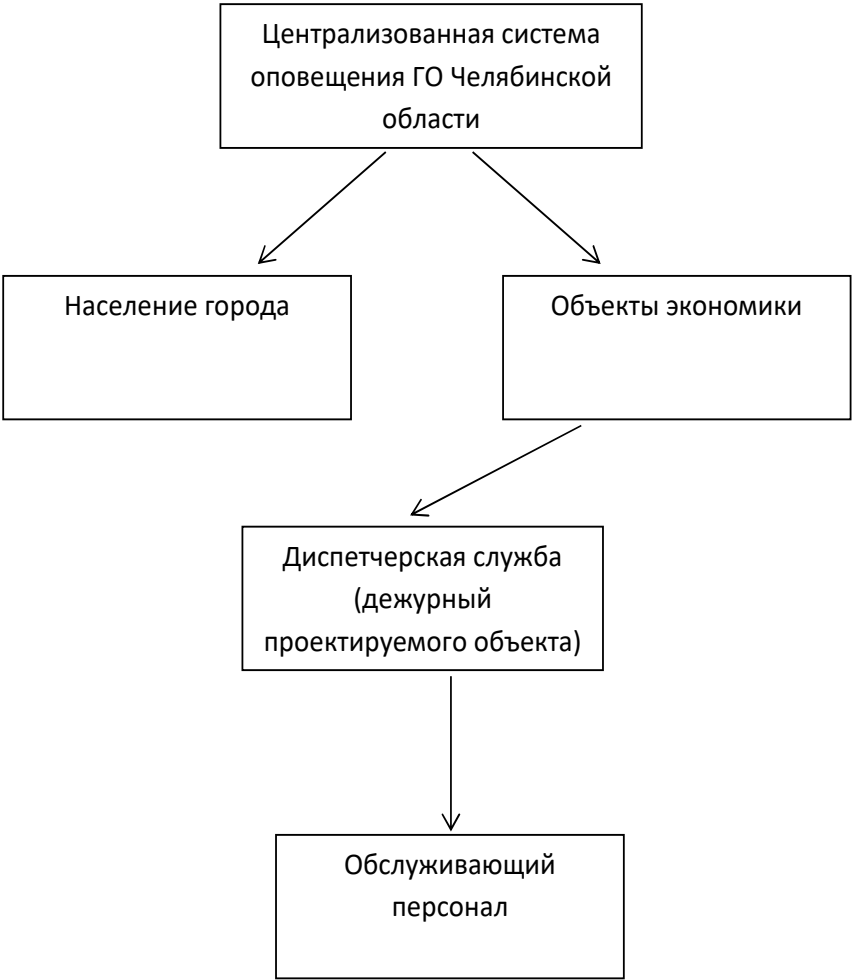 Централизованная система
оповещения ГО Челябинской
области
Население города
Объекты экономики
Диспетчерская служба
(дежурный
проектируемого объекта)
Обслуживающий
персонал